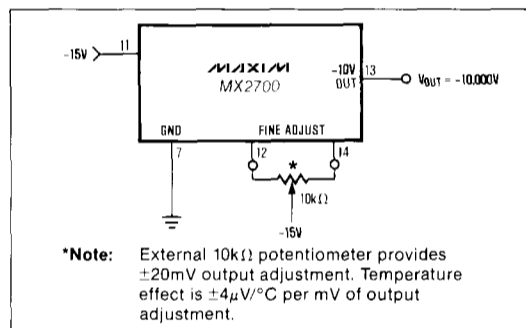 11
-15V
MAXIM
MX2700
-10V
OUT
13
VOUT = -10.000V
GND
FINE ADJUST
7
12
14
*
10kΩ
-15V
*Note: External 10kΩ potentiometer provides
±20mV output adjustment. Temperature
effect is ±4µV/°C per mV of output
adjustment.